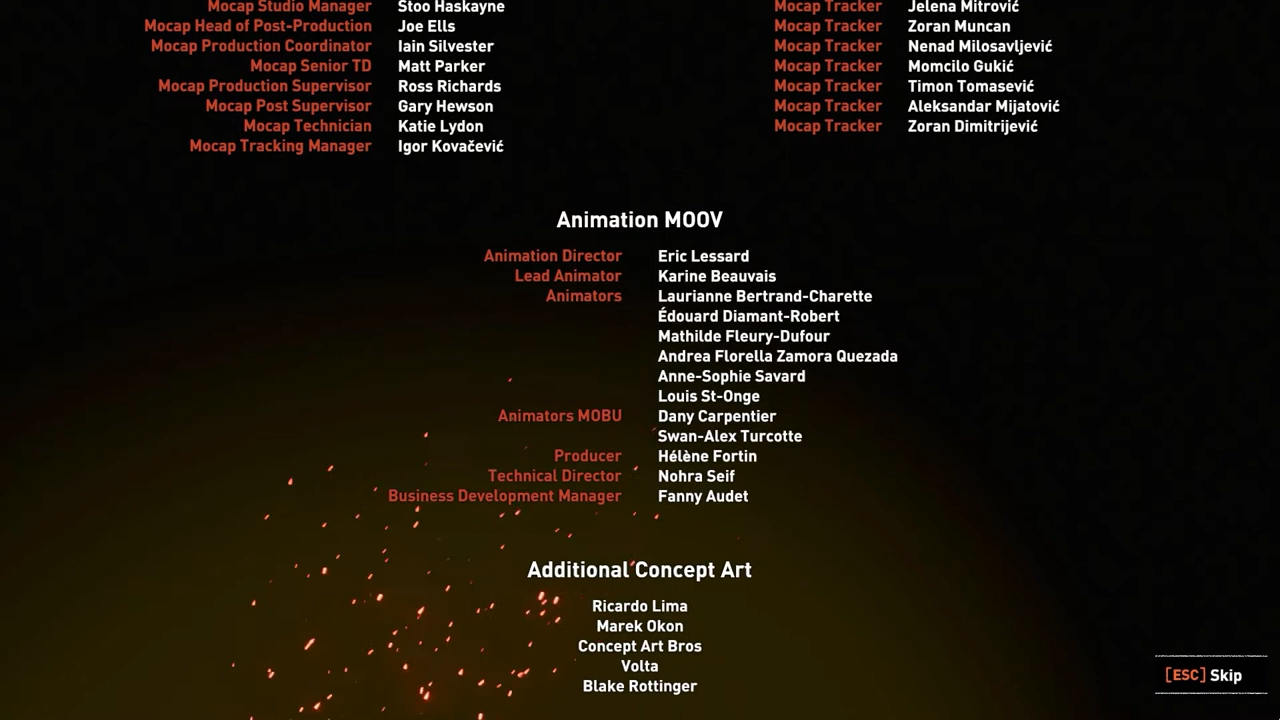 Mocap Studio Manager Stoo Haskayne
Mocap Head of Post-Production Joe Ells
Mocap Production Coordinator Iain Silvester
Mocap Senior TD Matt Parker
Mocap Production Supervisor Ross Richards
Mocap Post Supervisor Gary Hewson
Mocap Technician Katie Lydon
Mocap Tracking Manager Igor Kovačević
Mocap Tracker Jelena Mitrović
Mocap Tracker Zoran Muncan
Mocap Tracker Nenad Milosavljević
Mocap Tracker Momcilo Gukić
Mocap Tracker Timon Tomasević
Mocap Tracker Aleksandar Mijatović
Mocap Tracker Zoran Dimitrijević
Animation MOOV
Animation Director Eric Lessard
Lead Animator Karine Beauvais
Animators Laurianne Bertrand-Charette
Édouard Diamant-Robert
Mathilde Fleury-Dufour
Andrea Florella Zamora Quezada
Anne-Sophie Savard
Louis St-Onge
Animators MOBU Dany Carpentier
Swan-Alex Turcotte
Producer Hélène Fortin
Technical Director Nohra Seif
Business Development Manager Fanny Audet
Additional Concept Art
Ricardo Lima
Marek Okon
Concept Art Bros
Volta
Blake Rottinger
[ESC] Skip